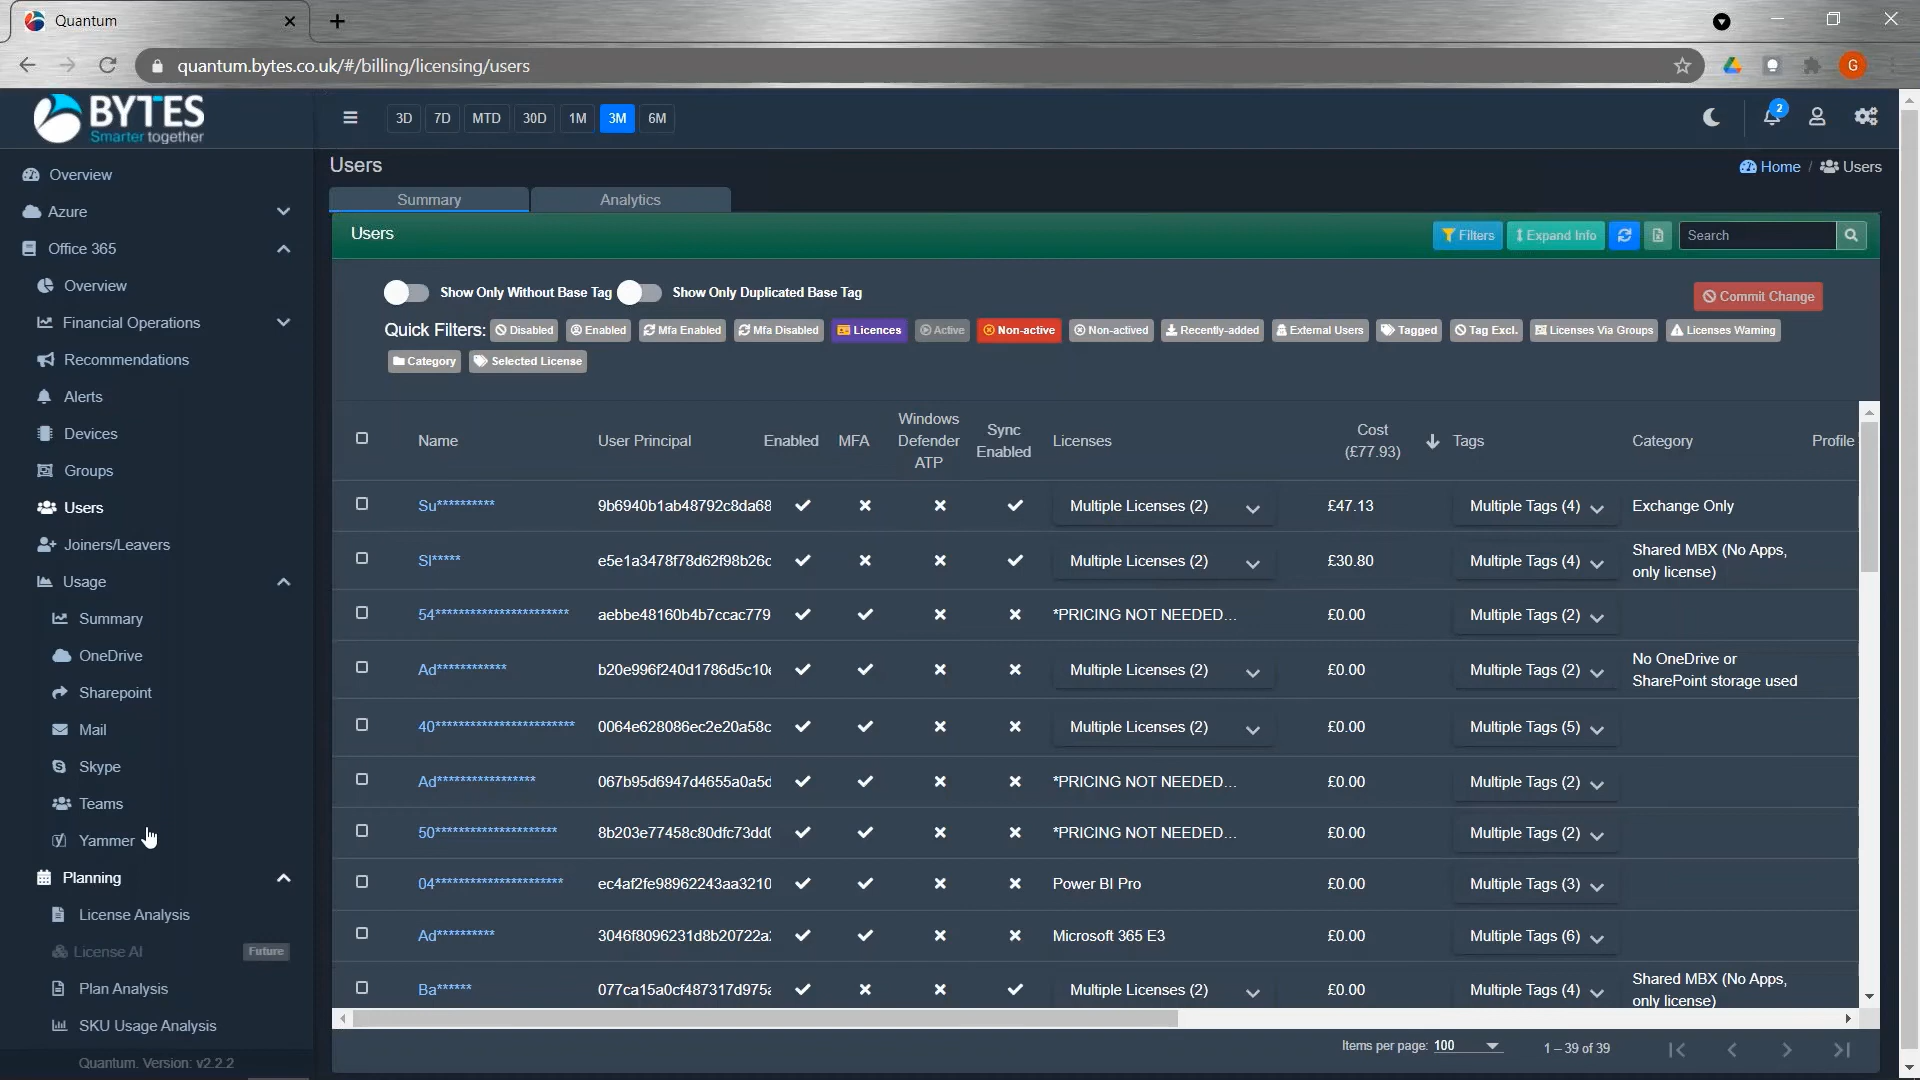 Quantum
quantum.bytes.co.uk/#/billing/licensing/users
G
BYTES
Smarter together
3D 7D MTD 30D 1M 3M 6M
2
Users
Home / Users
Summary Analytics
Users
Filters Expand Info Search
Show Only Without Base Tag Show Only Duplicated Base Tag
Commit Change
Quick Filters: Disabled Enabled Mfa Enabled Mfa Disabled Licences Active Non-active Non-actived Recently-added External Users Tagged Tag Excl. Licenses Via Groups Licenses Warning
Category Selected License
Overview
Azure
Office 365
Overview
Financial Operations
Recommendations
Alerts
Devices
Groups
Users
Joiners/Leavers
Usage
Summary
OneDrive
Sharepoint
Mail
Skype
Teams
Yammer
Planning
License Analysis
License AI Future
Plan Analysis
SKU Usage Analysis
Quantum. Version: v2.2.2
Name User Principal Enabled MFA Windows Defender ATP Sync Enabled Licenses Cost (£77.93) Tags Category Profile
Su********** 9b6940b1ab48792c8da68 Multiple Licenses (2) £47.13 Multiple Tags (4) Exchange Only
Sl***** e5e1a3478f78d62f98b26c Multiple Licenses (2) £30.80 Multiple Tags (4) Shared MBX (No Apps, only license)
54*********************** aebbe48160b4b7ccac779 *PRICING NOT NEEDED... £0.00 Multiple Tags (2)
Ad************ b20e996f240d1786d5c10e Multiple Licenses (2) £0.00 Multiple Tags (2) No OneDrive or SharePoint storage used
40************************ 0064e628086ec2e20a58c Multiple Licenses (2) £0.00 Multiple Tags (5)
Ad***************** 067b95d6947d4655a0a5d *PRICING NOT NEEDED... £0.00 Multiple Tags (2)
50********************* 8b203e77458c80dfc73dd *PRICING NOT NEEDED... £0.00 Multiple Tags (2)
04********************** ec4af2fe98962243aa3210 Power BI Pro £0.00 Multiple Tags (3)
Ad********** 3046f8096231d8b20722a Microsoft 365 E3 £0.00 Multiple Tags (6)
Ba****** 077ca15a0cf487317d975 Multiple Licenses (2) £0.00 Multiple Tags (4) Shared MBX (No Apps, only license)
Items per page: 100 1 – 39 of 39